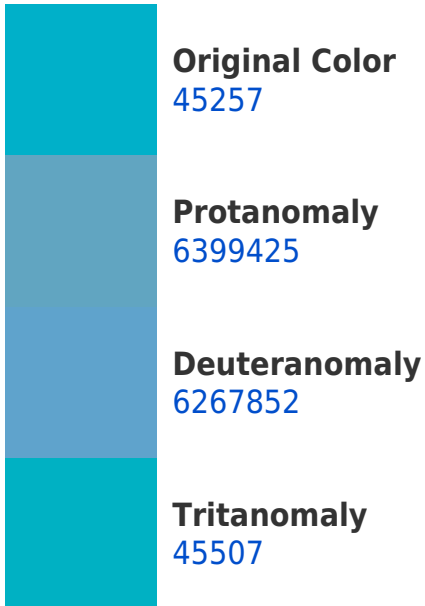 Original Color
45257
Protanomaly
6399425
Deuteranomaly
6267852
Tritanomaly
45507